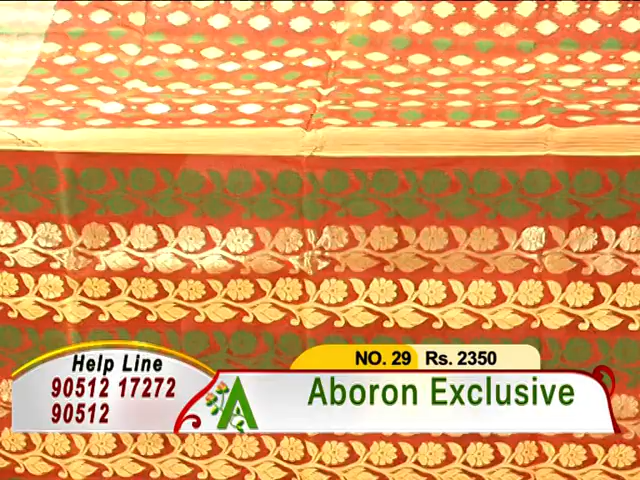 NO. 29 Rs. 2350
Help Line
90512 17272
90512
Aboron Exclusive